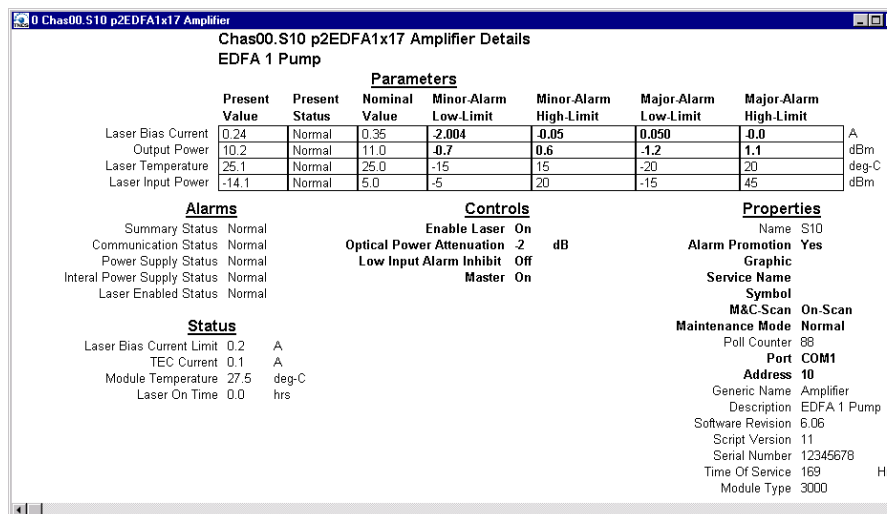 0 Chas00.S10 p2EDFA1x17 Amplifier
Chas00.S10 p2EDFA1x17 Amplifier Details
EDFA 1 Pump
Parameters
Present Present Nominal Minor-Alarm Minor-Alarm Major-Alarm Major-Alarm
Value Status Value Low-Limit High-Limit Low-Limit High-Limit
Laser Bias Current 0.24 Normal 0.35 -2.004 -0.05 0.050 -0.0 A
Output Power 10.2 Normal 11.0 -0.7 0.6 -1.2 1.1 dBm
Laser Temperature 25.1 Normal 25.0 -15 15 -20 20 deg-C
Laser Input Power -14.1 Normal 5.0 -5 20 -15 45 dBm
Alarms
Summary Status Normal
Communication Status Normal
Power Supply Status Normal
Interal Power Supply Status Normal
Laser Enabled Status Normal
Status
Laser Bias Current Limit 0.2 A
TEC Current 0.1 A
Module Temperature 27.5 deg-C
Laser On Time 0.0 hrs
Controls
Enable Laser On
Optical Power Attenuation -2 dB
Low Input Alarm Inhibit Off
Master On
Properties
Name S10
Alarm Promotion Yes
Graphic
Service Name
Symbol
M&C-Scan On-Scan
Maintenance Mode Normal
Poll Counter 88
Port COM1
Address 10
Generic Name Amplifier
Description EDFA 1 Pump
Software Revision 6.06
Script Version 11
Serial Number 12345678
Time Of Service 169 H
Module Type 3000